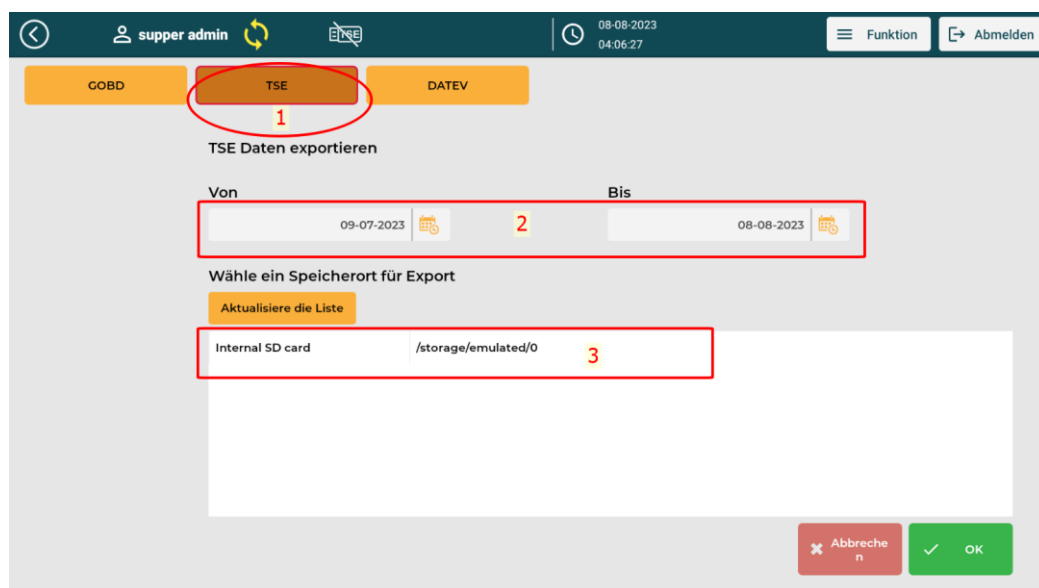 supper admin
TSE
08-08-2023
04:06:27
Funktion
Abmelden
GOBD
TSE
DATEV
1
TSE Daten exportieren
Von
Bis
09-07-2023
2
08-08-2023
Wähle ein Speicherort für Export
Aktualisiere die Liste
Internal SD card
/storage/emulated/0
3
Abbreche
n
OK